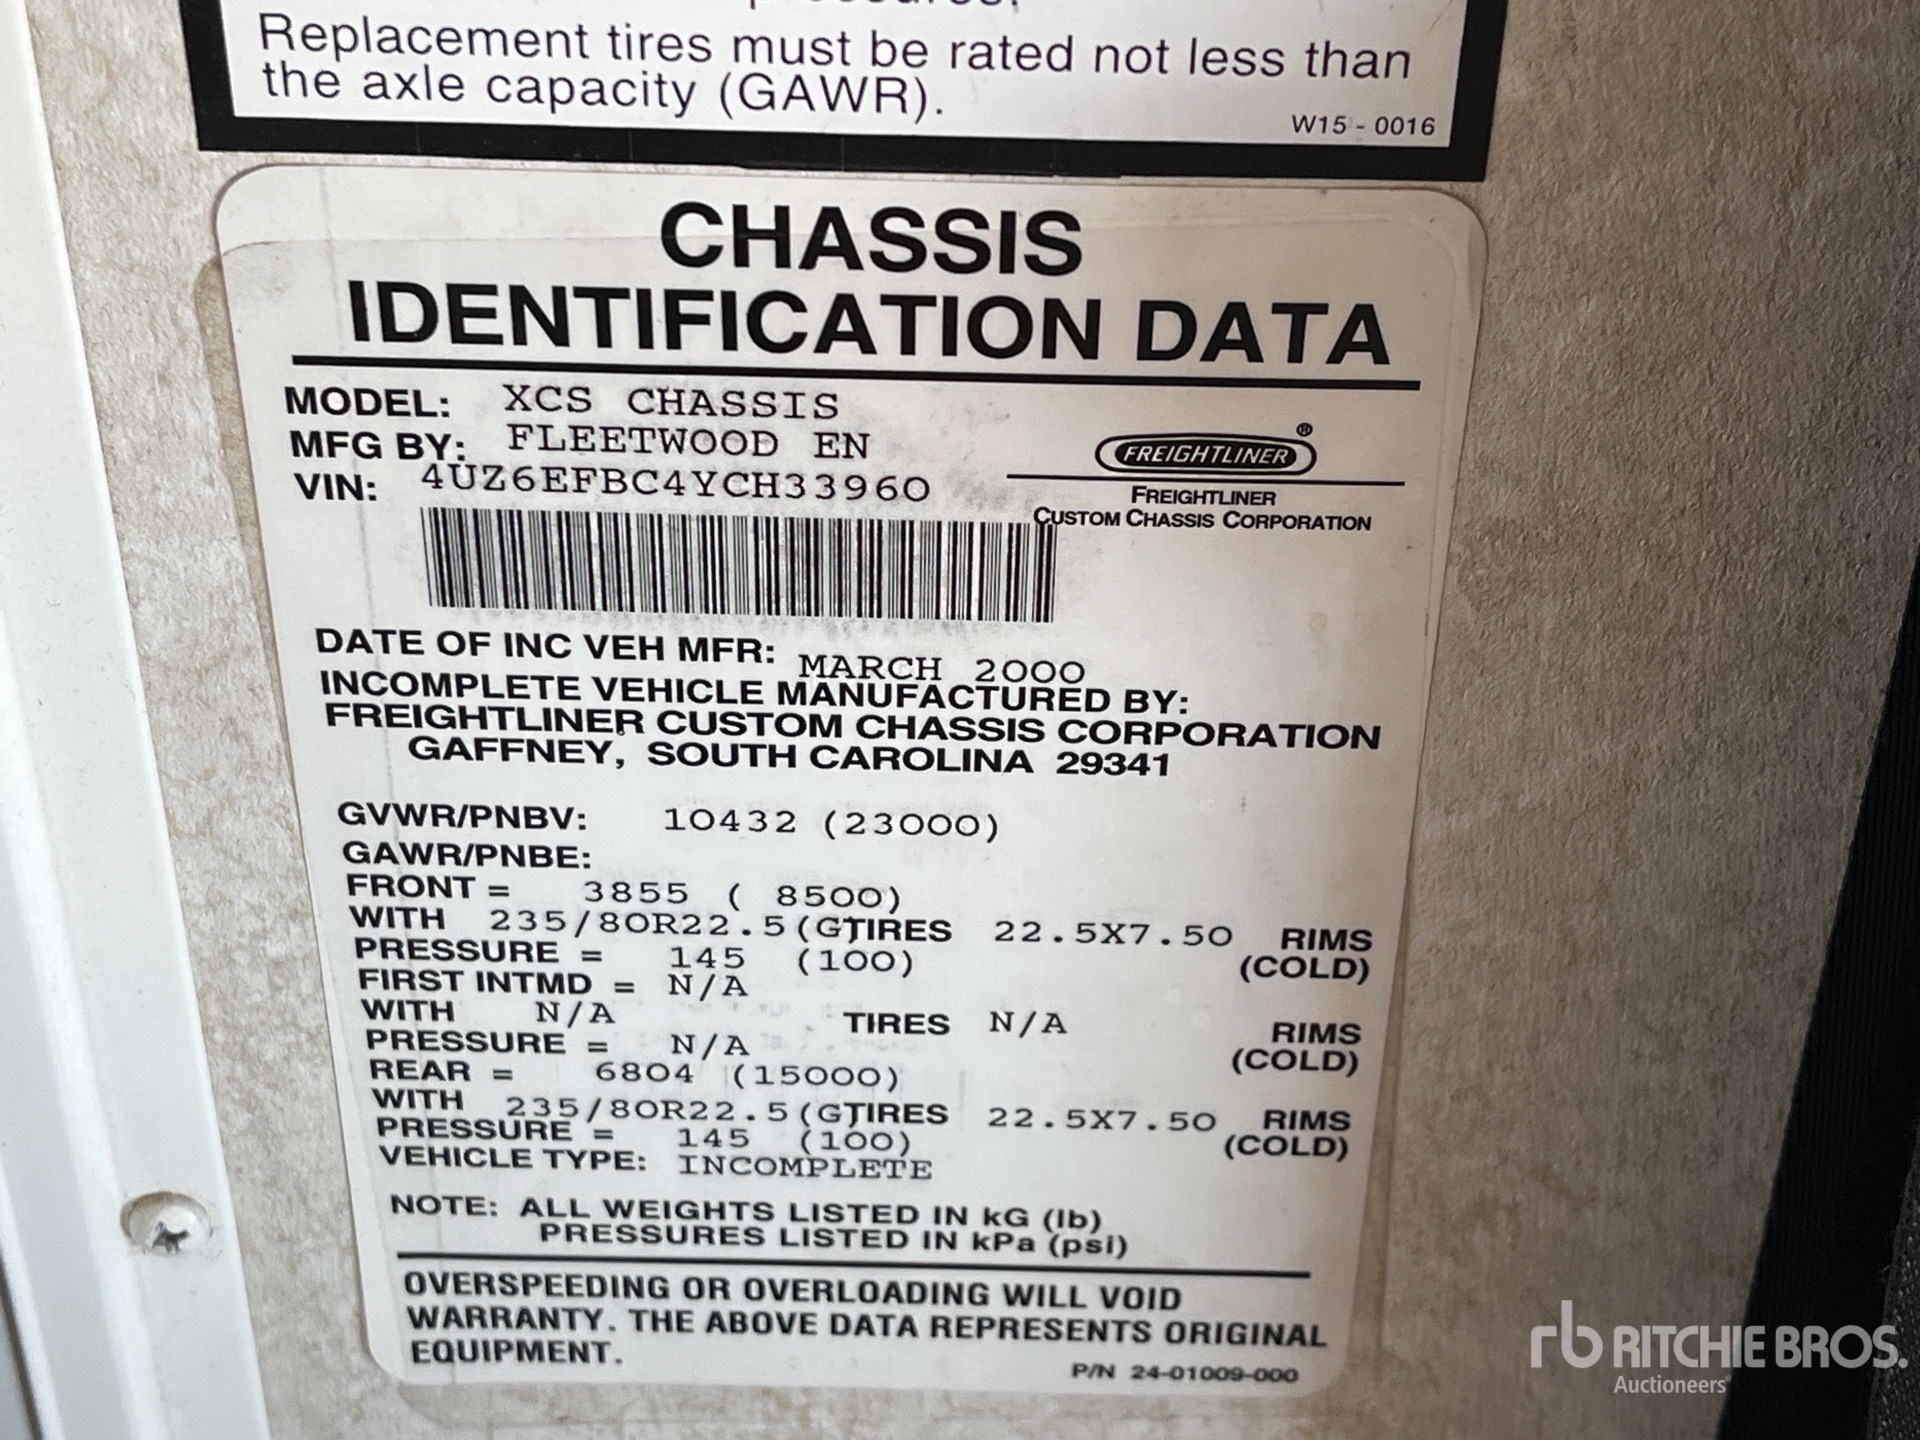 Replacement tires must be rated not less than
the axle capacity (GAWR).
W15 - 0016
CHASSIS
IDENTIFICATION DATA
MODEL: XCS CHASSIS
MFG BY: FLEETWOOD EN
VIN: 4UZ6EFBC4YCH33960
FREIGHTLINER®
FREIGHTLINER
CUSTOM CHASSIS CORPORATION
DATE OF INC VEH MFR: MARCH 2000
INCOMPLETE VEHICLE MANUFACTURED BY:
FREIGHTLINER CUSTOM CHASSIS CORPORATION
GAFFNEY, SOUTH CAROLINA 29341
GVWR/PNBV: 10432 (23000)
GAWR/PNBE:
FRONT = 3855 ( 8500)
WITH 235/80R22.5(G)TIRES 22.5X7.50 RIMS
PRESSURE = 145 (100) (COLD)
FIRST INTMD = N/A
WITH N/A TIRES N/A RIMS
PRESSURE = N/A (COLD)
REAR = 6804 (15000)
WITH 235/80R22.5(G)TIRES 22.5X7.50 RIMS
PRESSURE = 145 (100) (COLD)
VEHICLE TYPE: INCOMPLETE
NOTE: ALL WEIGHTS LISTED IN kG (lb)
PRESSURES LISTED IN kPa (psi)
OVERSPEEDING OR OVERLOADING WILL VOID
WARRANTY. THE ABOVE DATA REPRESENTS ORIGINAL
EQUIPMENT.
P/N 24-01009-000
rb RITCHIE BROS.
Auctioneers